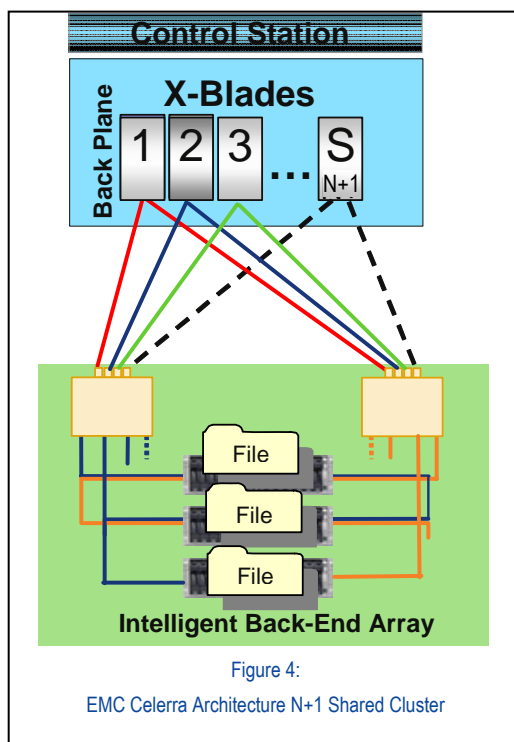 Control Station
X-Blades
Back Plane
1 2 3 ... S
N+1
File
File
File
Intelligent Back-End Array
Figure 4:
EMC Celerra Architecture N+1 Shared Cluster